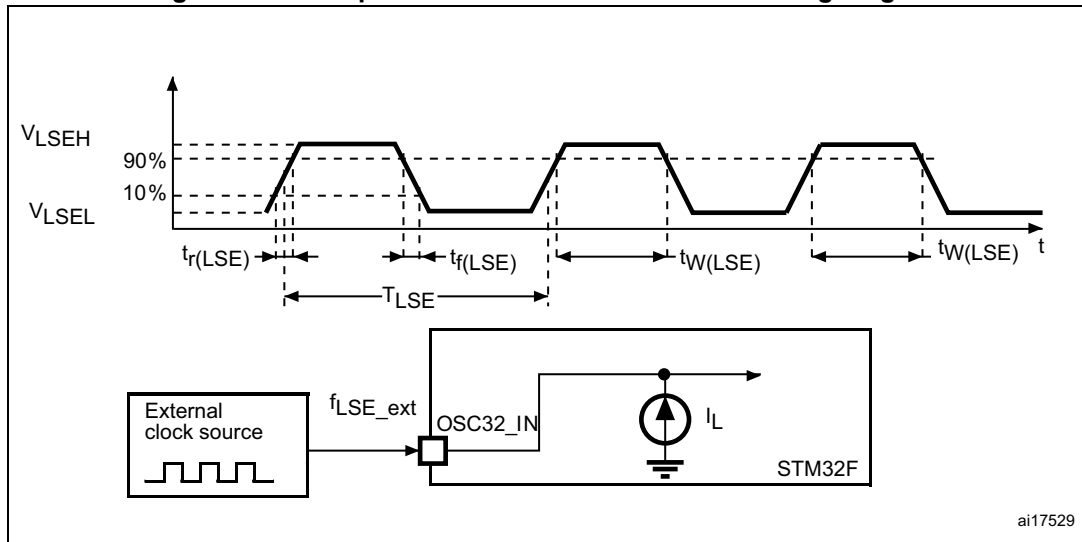 VLSEH
90%
10%
VLSEL
tr(LSE)
tf(LSE)
tW(LSE)
tW(LSE)
t
TLSE
External
clock source
fLSE_ext
OSC32_IN
IL
STM32F
ai17529